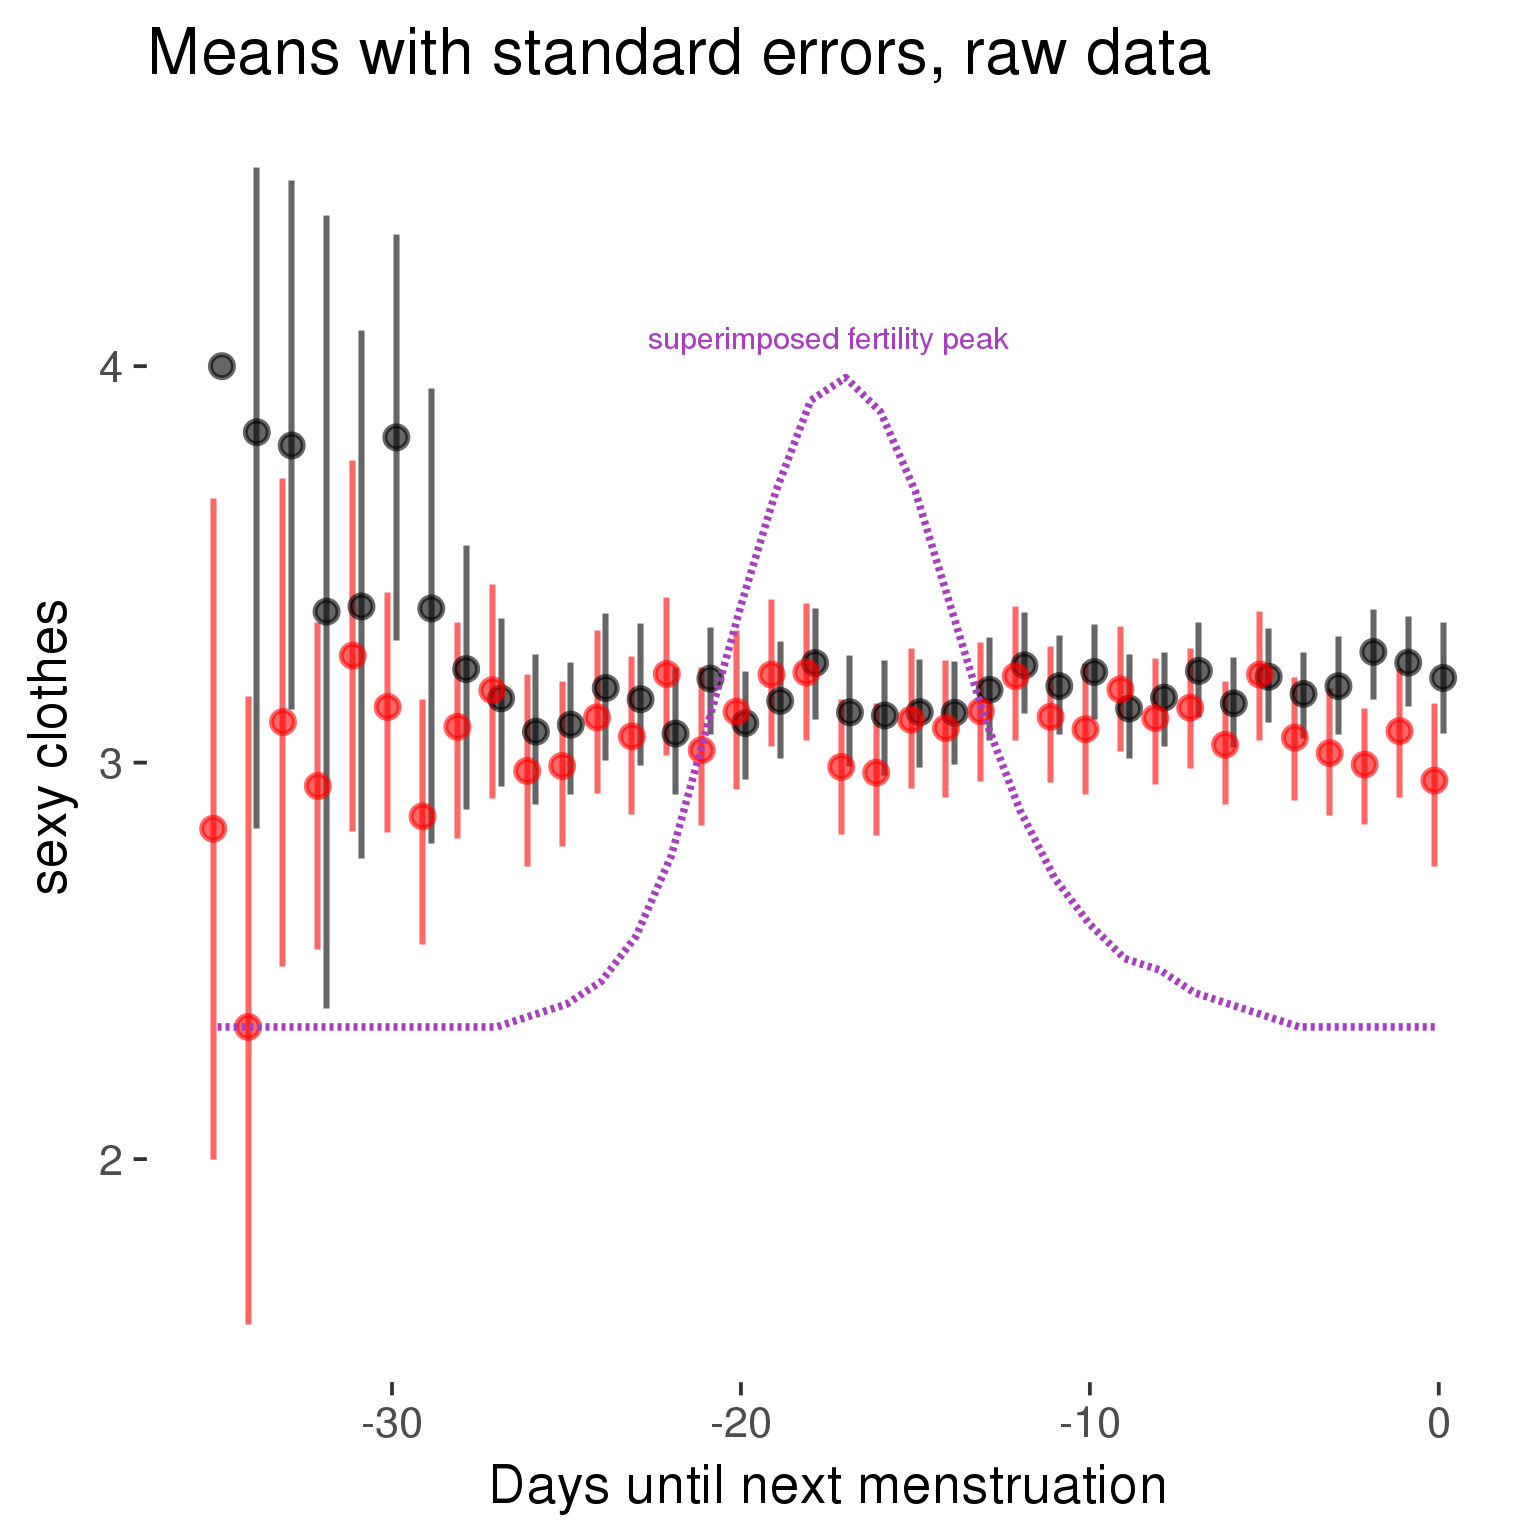 Means with standard errors, raw data
superimposed fertility peak
sexy clothes
4
3
2
-30
-20
-10
0
Days until next menstruation